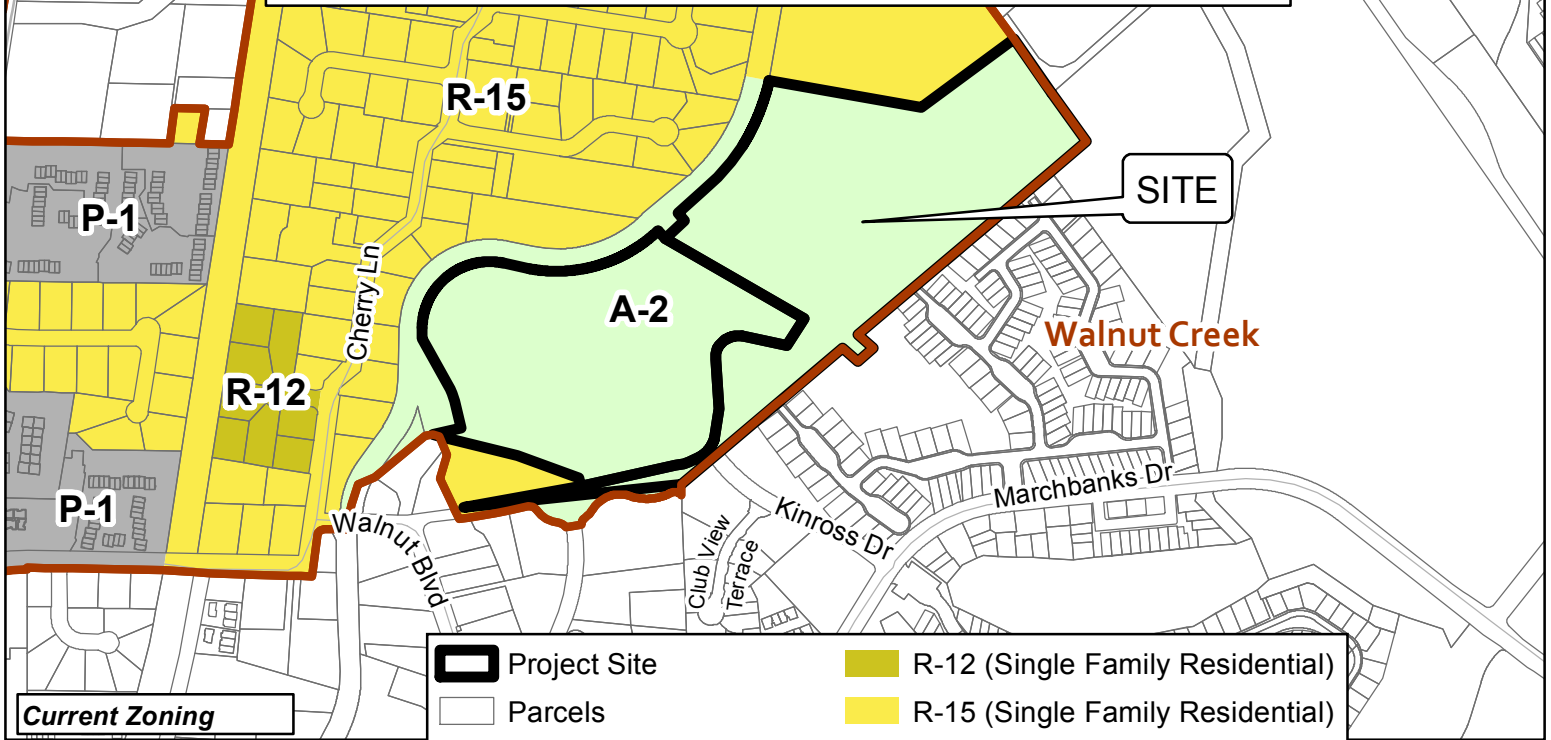 R-15
SITE
P-1
A-2
Cherry Ln
Walnut Creek
R-12
P-1
Walnut Blvd
Club View
Terrace
Kinross Dr
Marchbanks Dr
Project Site
R-12 (Single Family Residential)
Parcels
R-15 (Single Family Residential)
Current Zoning